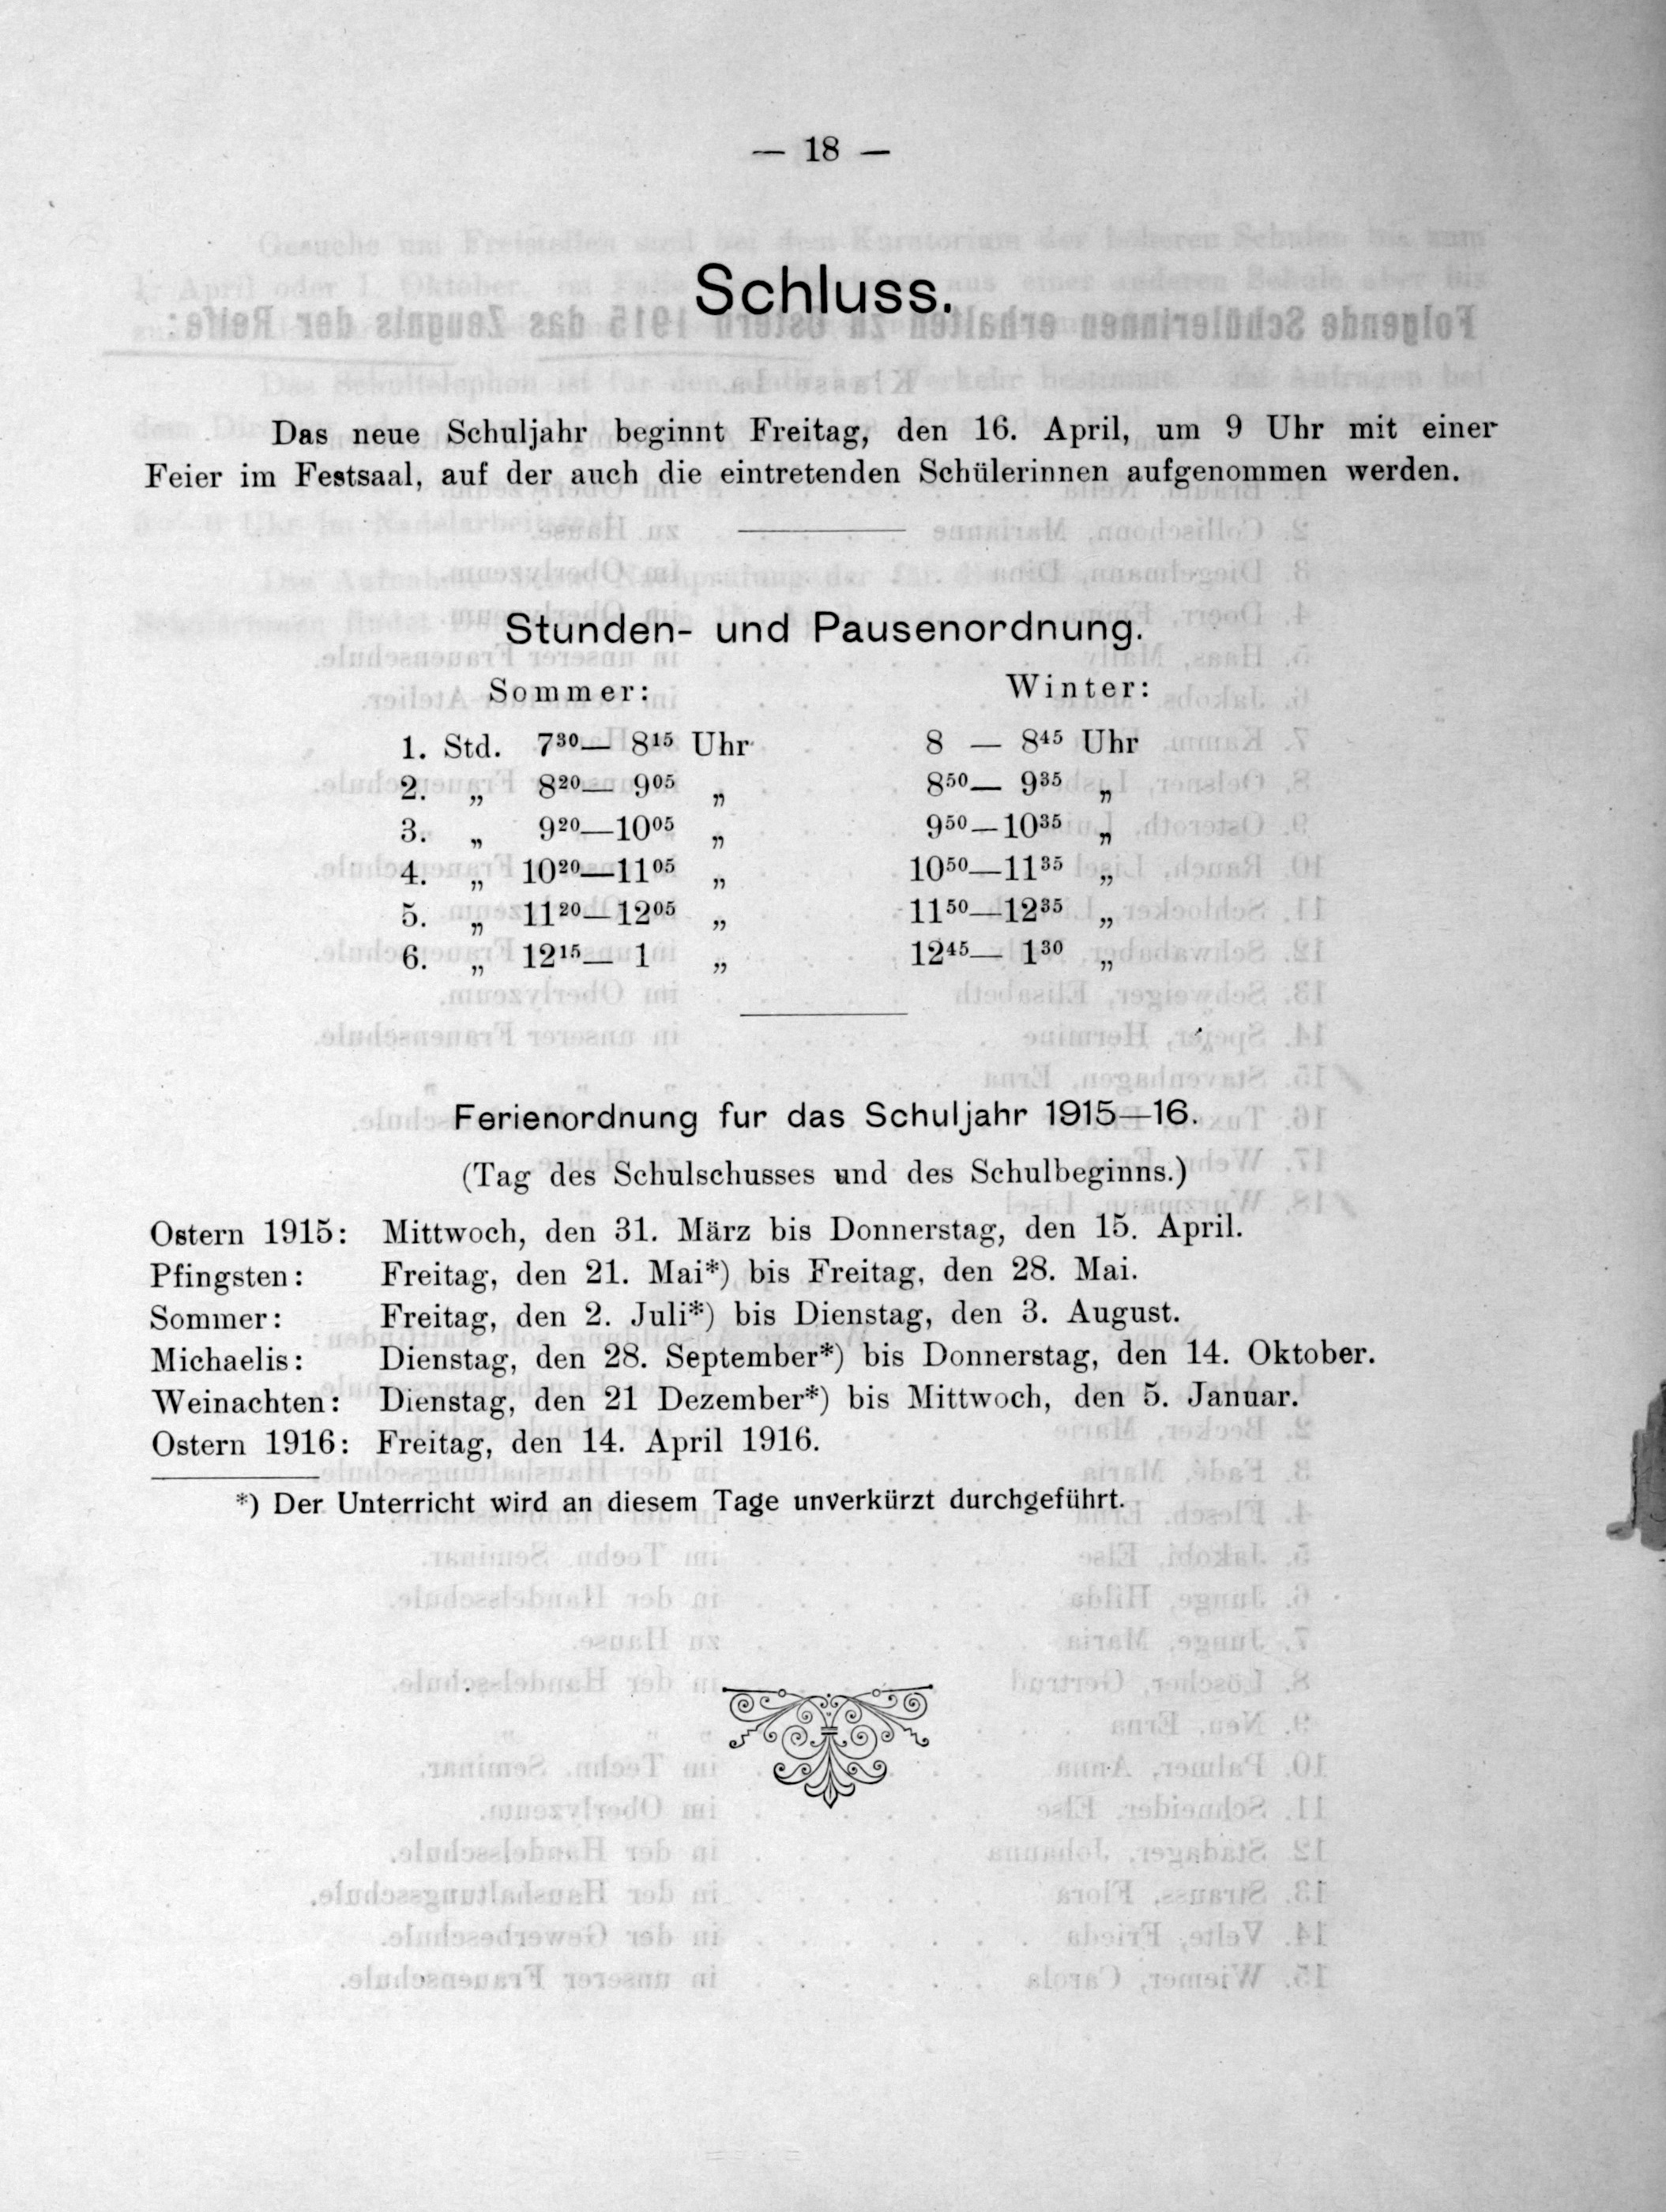 — 18 —
Schluss.
Das neue Schuljahr beginnt Freitag, den 16. April, um 9 Uhr mit einer
Feier im Festsaal, auf der auch die eintretenden Schülerinnen aufgenommen werden.
Stunden- und Pausenordnung.
Sommer: Winter:
1. Std. 7³⁰— 8¹⁵ Uhr 8 — 8⁴⁵ Uhr
2. „ 8²⁰— 9⁰⁵ „ 8⁵⁰— 9³⁵ „
3. „ 9²⁰—10⁰⁵ „ 9⁵⁰—10³⁵ „
4. „ 10²⁰—11⁰⁵ „ 10⁵⁰—11³⁵ „
5. „ 11²⁰—12⁰⁵ „ 11⁵⁰—12³⁵ „
6. „ 12¹⁵— 1 „ 12⁴⁵— 1³⁰ „
Ferienordnung fur das Schuljahr 1915—16.
(Tag des Schulschusses und des Schulbeginns.)
Ostern 1915: Mittwoch, den 31. März bis Donnerstag, den 15. April.
Pfingsten: Freitag, den 21. Mai*) bis Freitag, den 28. Mai.
Sommer: Freitag, den 2. Juli*) bis Dienstag, den 3. August.
Michaelis: Dienstag, den 28. September*) bis Donnerstag, den 14. Oktober.
Weinachten: Dienstag, den 21 Dezember*) bis Mittwoch, den 5. Januar.
Ostern 1916: Freitag, den 14. April 1916.
*) Der Unterricht wird an diesem Tage unverkürzt durchgeführt.